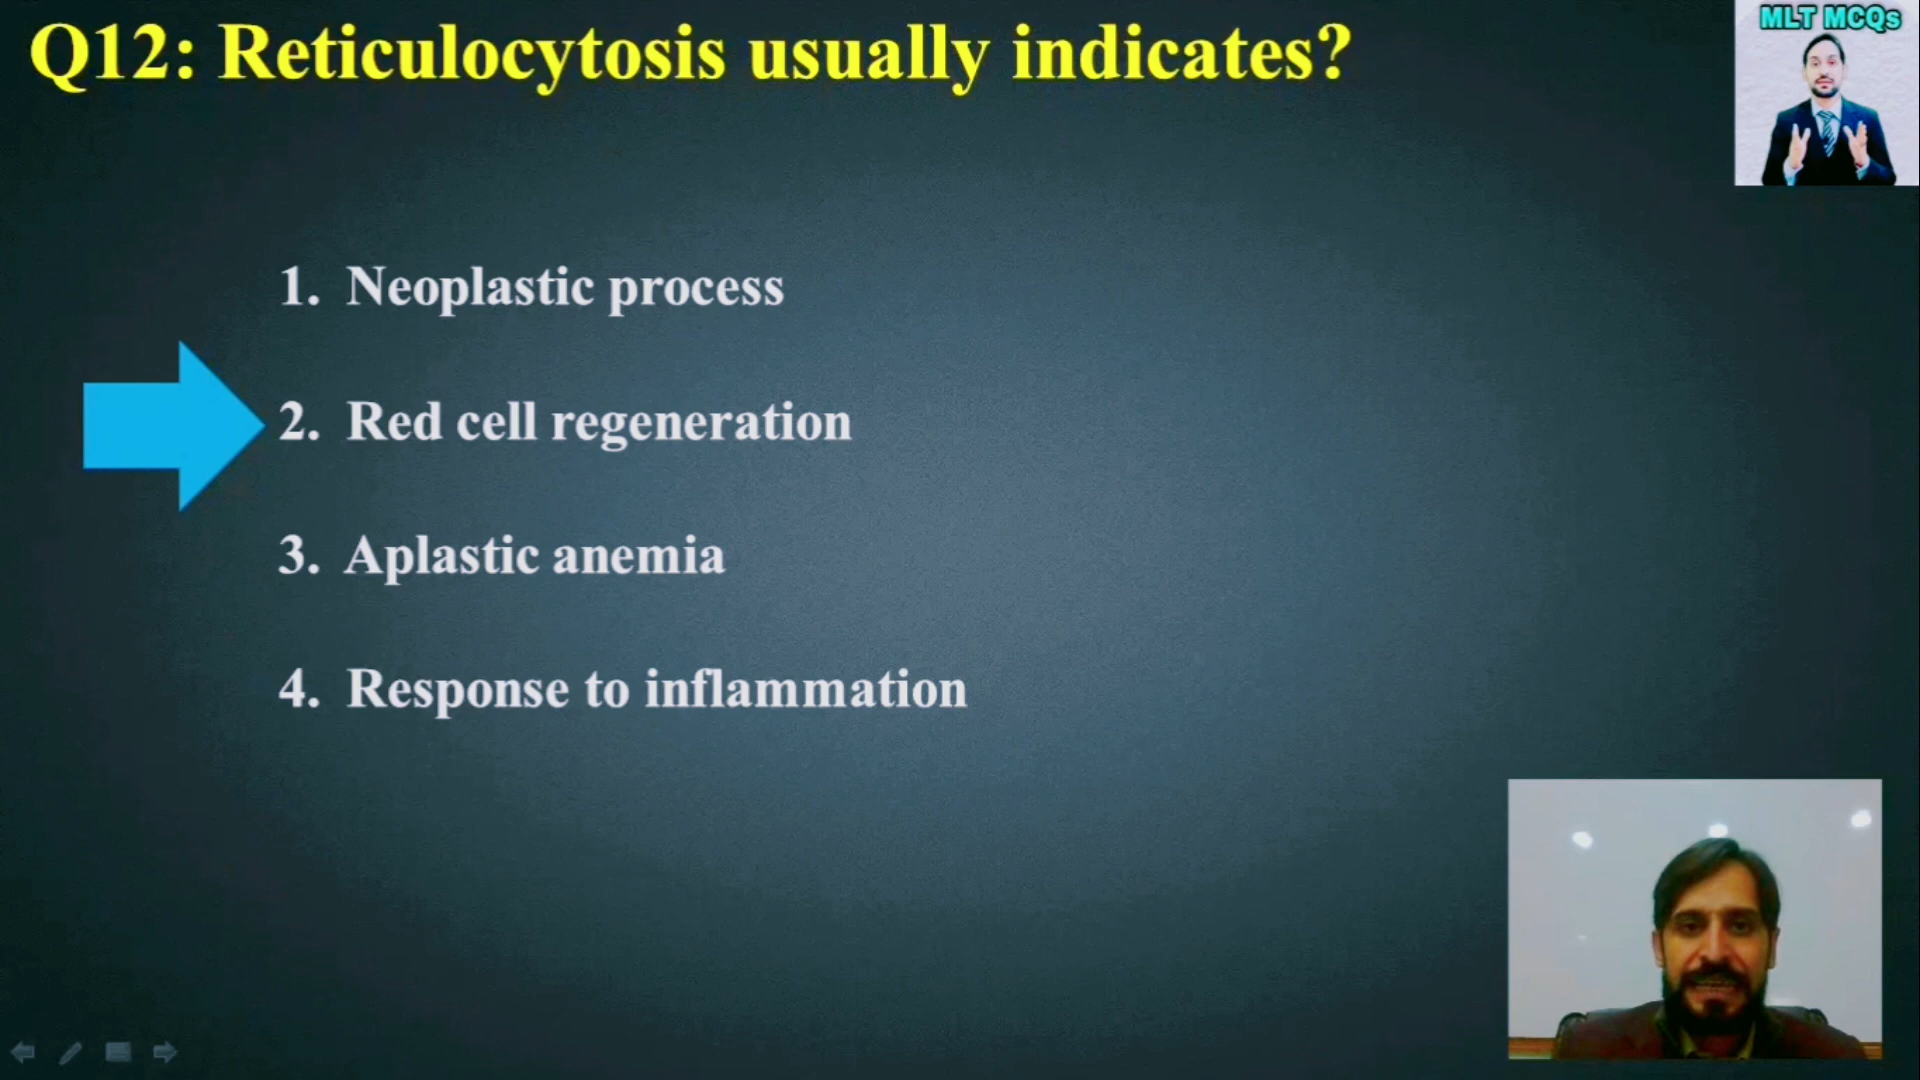 Q12: Reticulocytosis usually indicates?
MLT MCQs
1. Neoplastic process
2. Red cell regeneration
3. Aplastic anemia
4. Response to inflammation